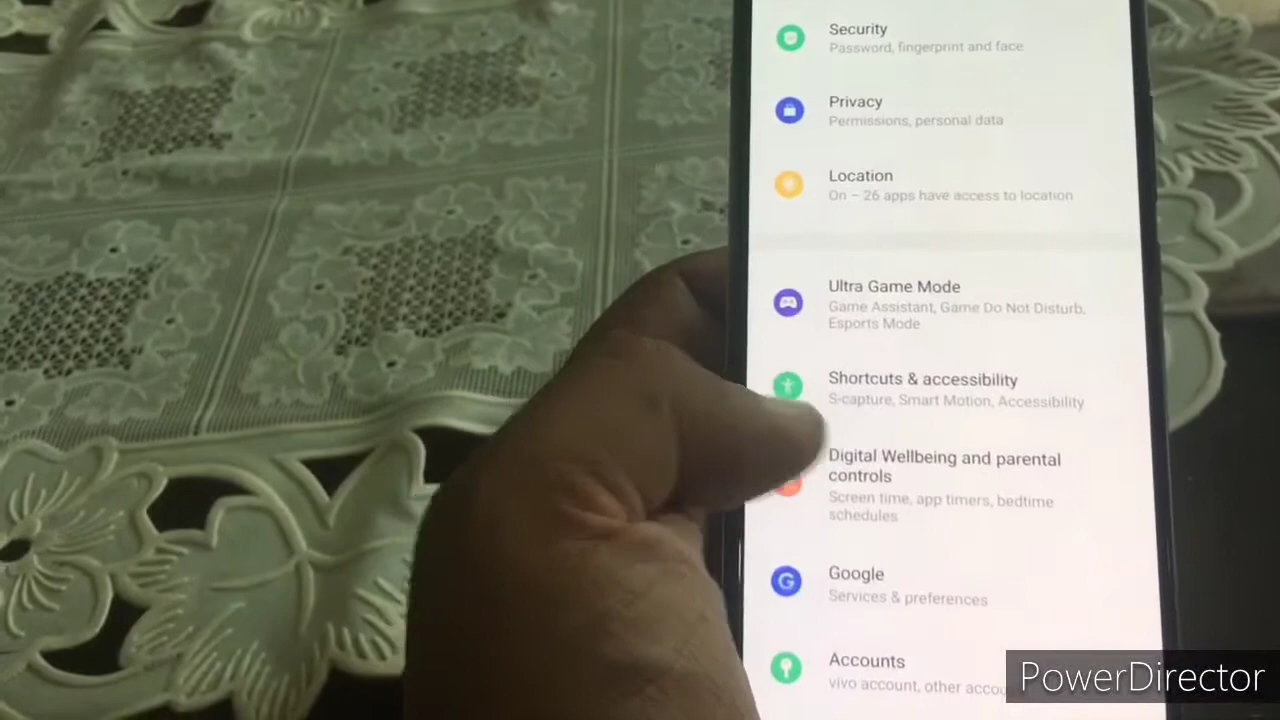 Security
Password, fingerprint and face
Privacy
Permissions, personal data
Location
On – 26 apps have access to location
Ultra Game Mode
Game Assistant, Game Do Not Disturb,
Esports Mode
Shortcuts & accessibility
S-capture, Smart Motion, Accessibility
Digital Wellbeing and parental
controls
Screen time, app timers, bedtime
schedules
G
Google
Services & preferences
Accounts
vivo account, other
PowerDirector